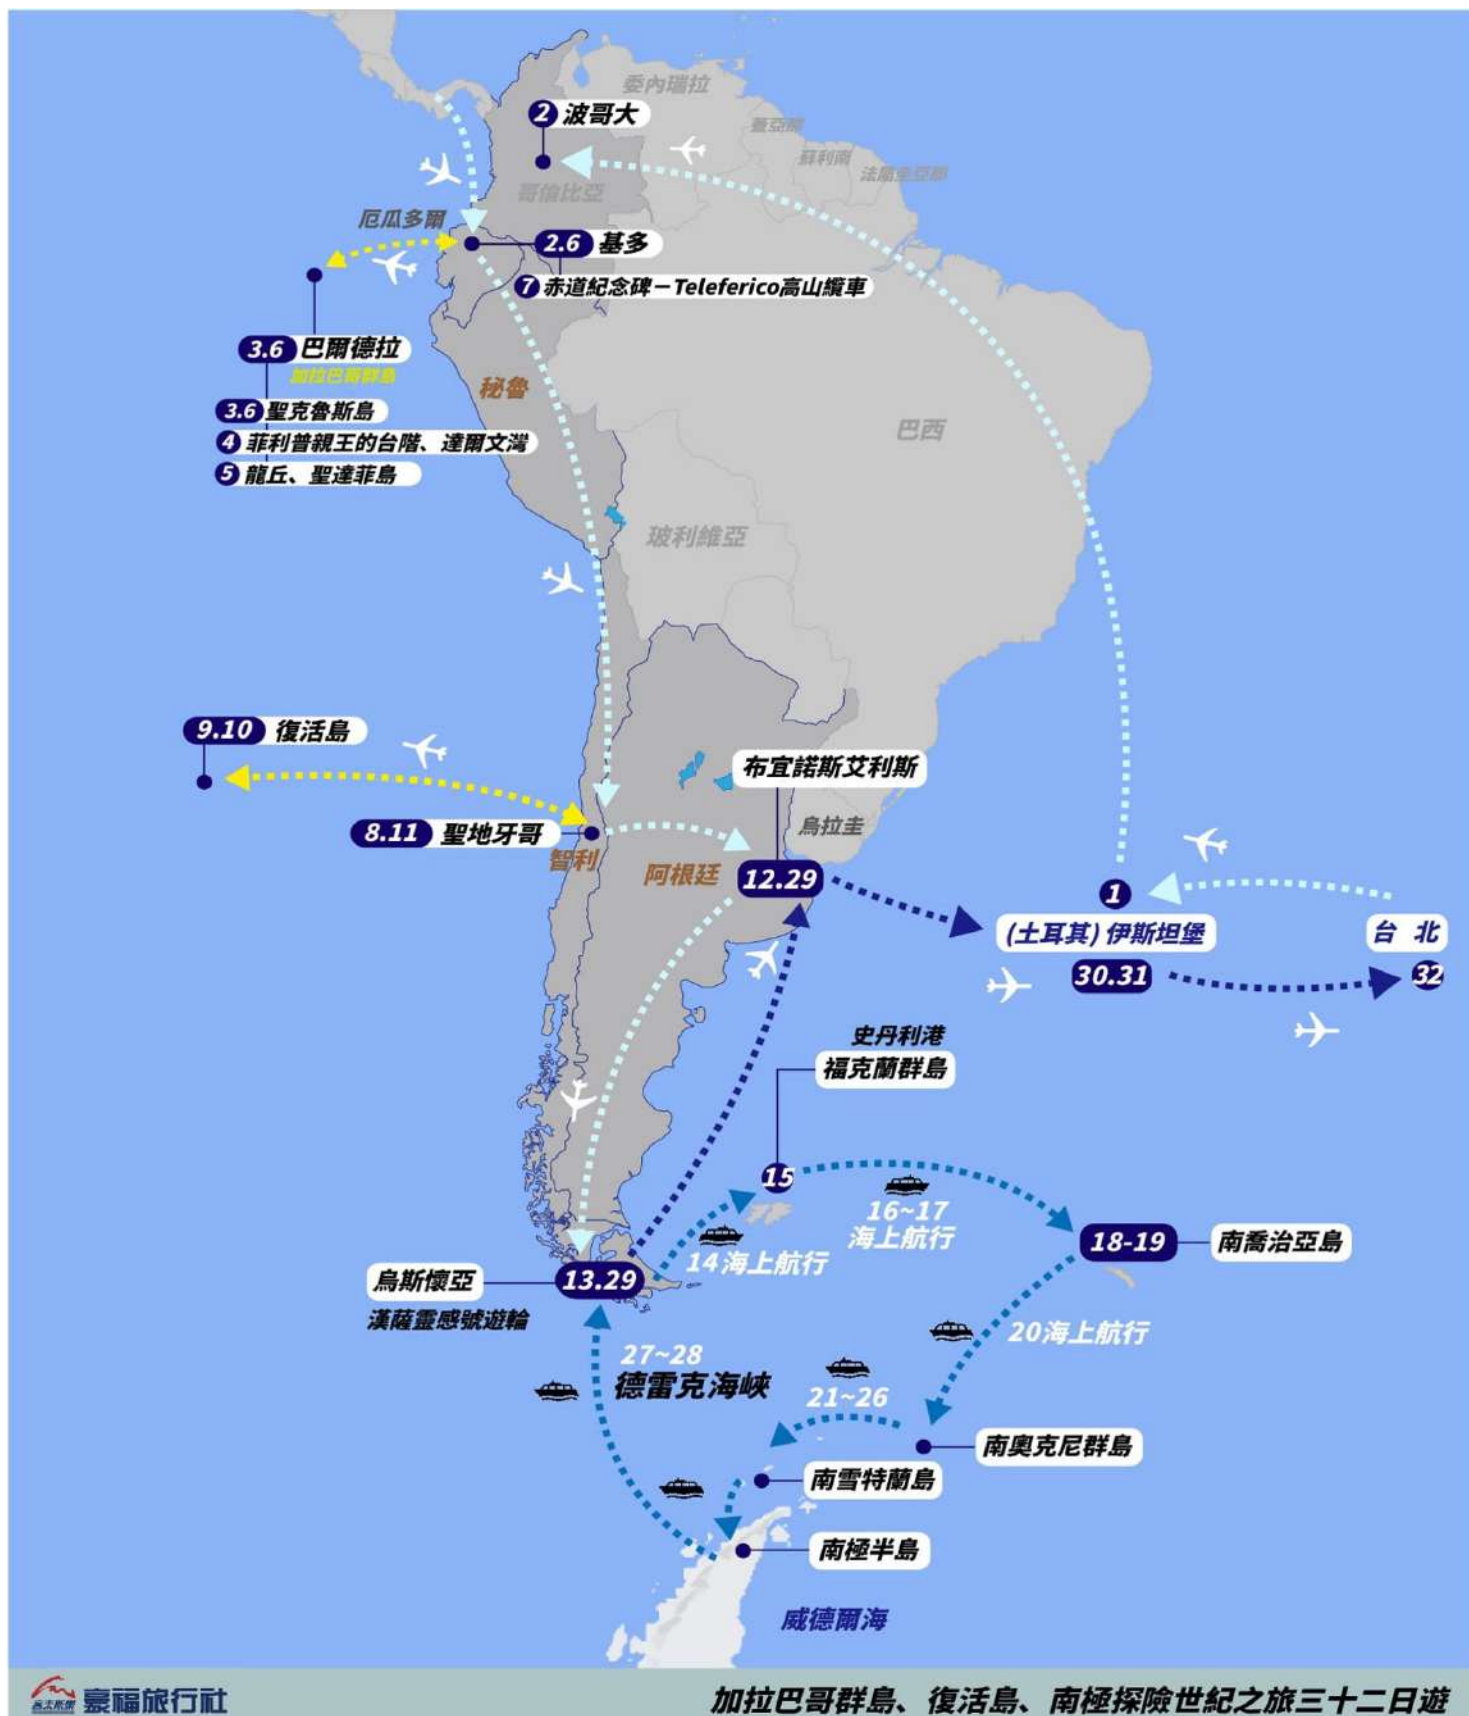 委內瑞拉
2 波哥大
蓋亞那
蘇利南
法屬圭亞那
哥倫比亞
厄瓜多爾
2.6 基多
7 赤道紀念碑－Teleferico高山纜車
3.6 巴爾德拉
加拉巴哥群島
3.6 聖克魯斯島
4 菲利普親王的台階、達爾文灣
5 龍丘、聖達菲島
秘魯
巴西
玻利維亞
9.10 復活島
布宜諾斯艾利斯
8.11 聖地牙哥
烏拉圭
智利
阿根廷
12.29
1
(土耳其) 伊斯坦堡
30.31
台 北
32
史丹利港
福克蘭群島
15
16~17
海上航行
14海上航行
18-19 南喬治亞島
烏斯懷亞 13.29
漢薩靈感號遊輪
20海上航行
27~28
德雷克海峽
21~26
南奧克尼群島
南雪特蘭島
南極半島
威德爾海
豪福旅行社
加拉巴哥群島、復活島、南極探險世紀之旅三十二日遊